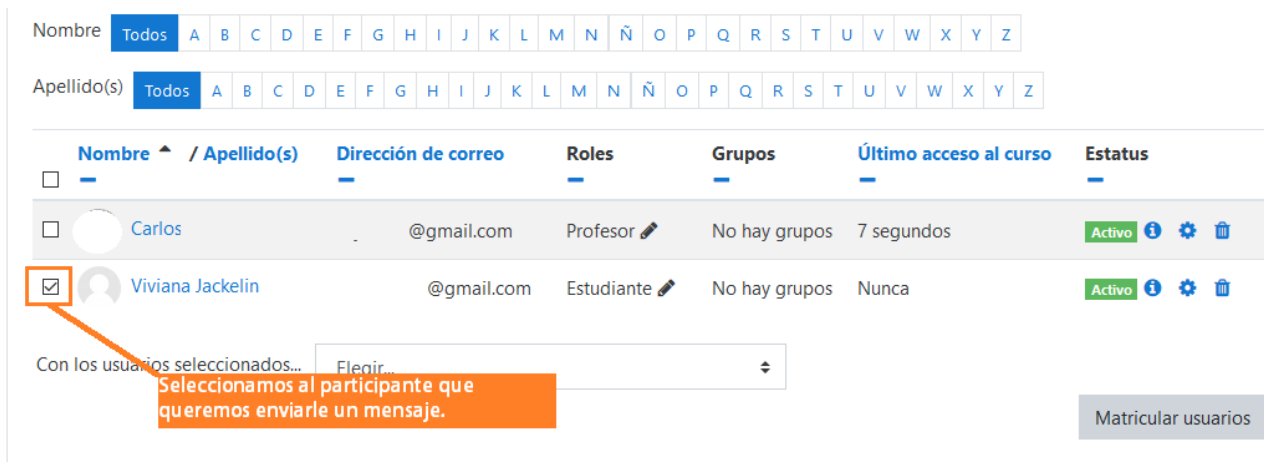 Nombre Todos A B C D E F G H I J K L M N Ñ O P Q R S T U V W X Y Z
Apellido(s) Todos A B C D E F G H I J K L M N Ñ O P Q R S T U V W X Y Z
Nombre / Apellido(s) Dirección de correo Roles Grupos Último acceso al curso Estatus
Carlos @gmail.com Profesor No hay grupos 7 segundos Activo
Viviana Jackelin @gmail.com Estudiante No hay grupos Nunca Activo
Con los usuarios seleccionados... Elegir...
Seleccionamos al participante que
queremos enviarle un mensaje.
Matricular usuarios